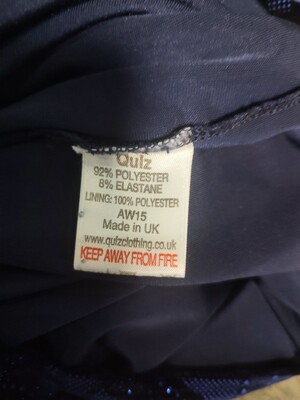 Quiz
92% POLYESTER
8% ELASTANE
LINING: 100% POLYESTER
AW15
Made in UK
www.quizclothing.co.uk
KEEP AWAY FROM FIRE